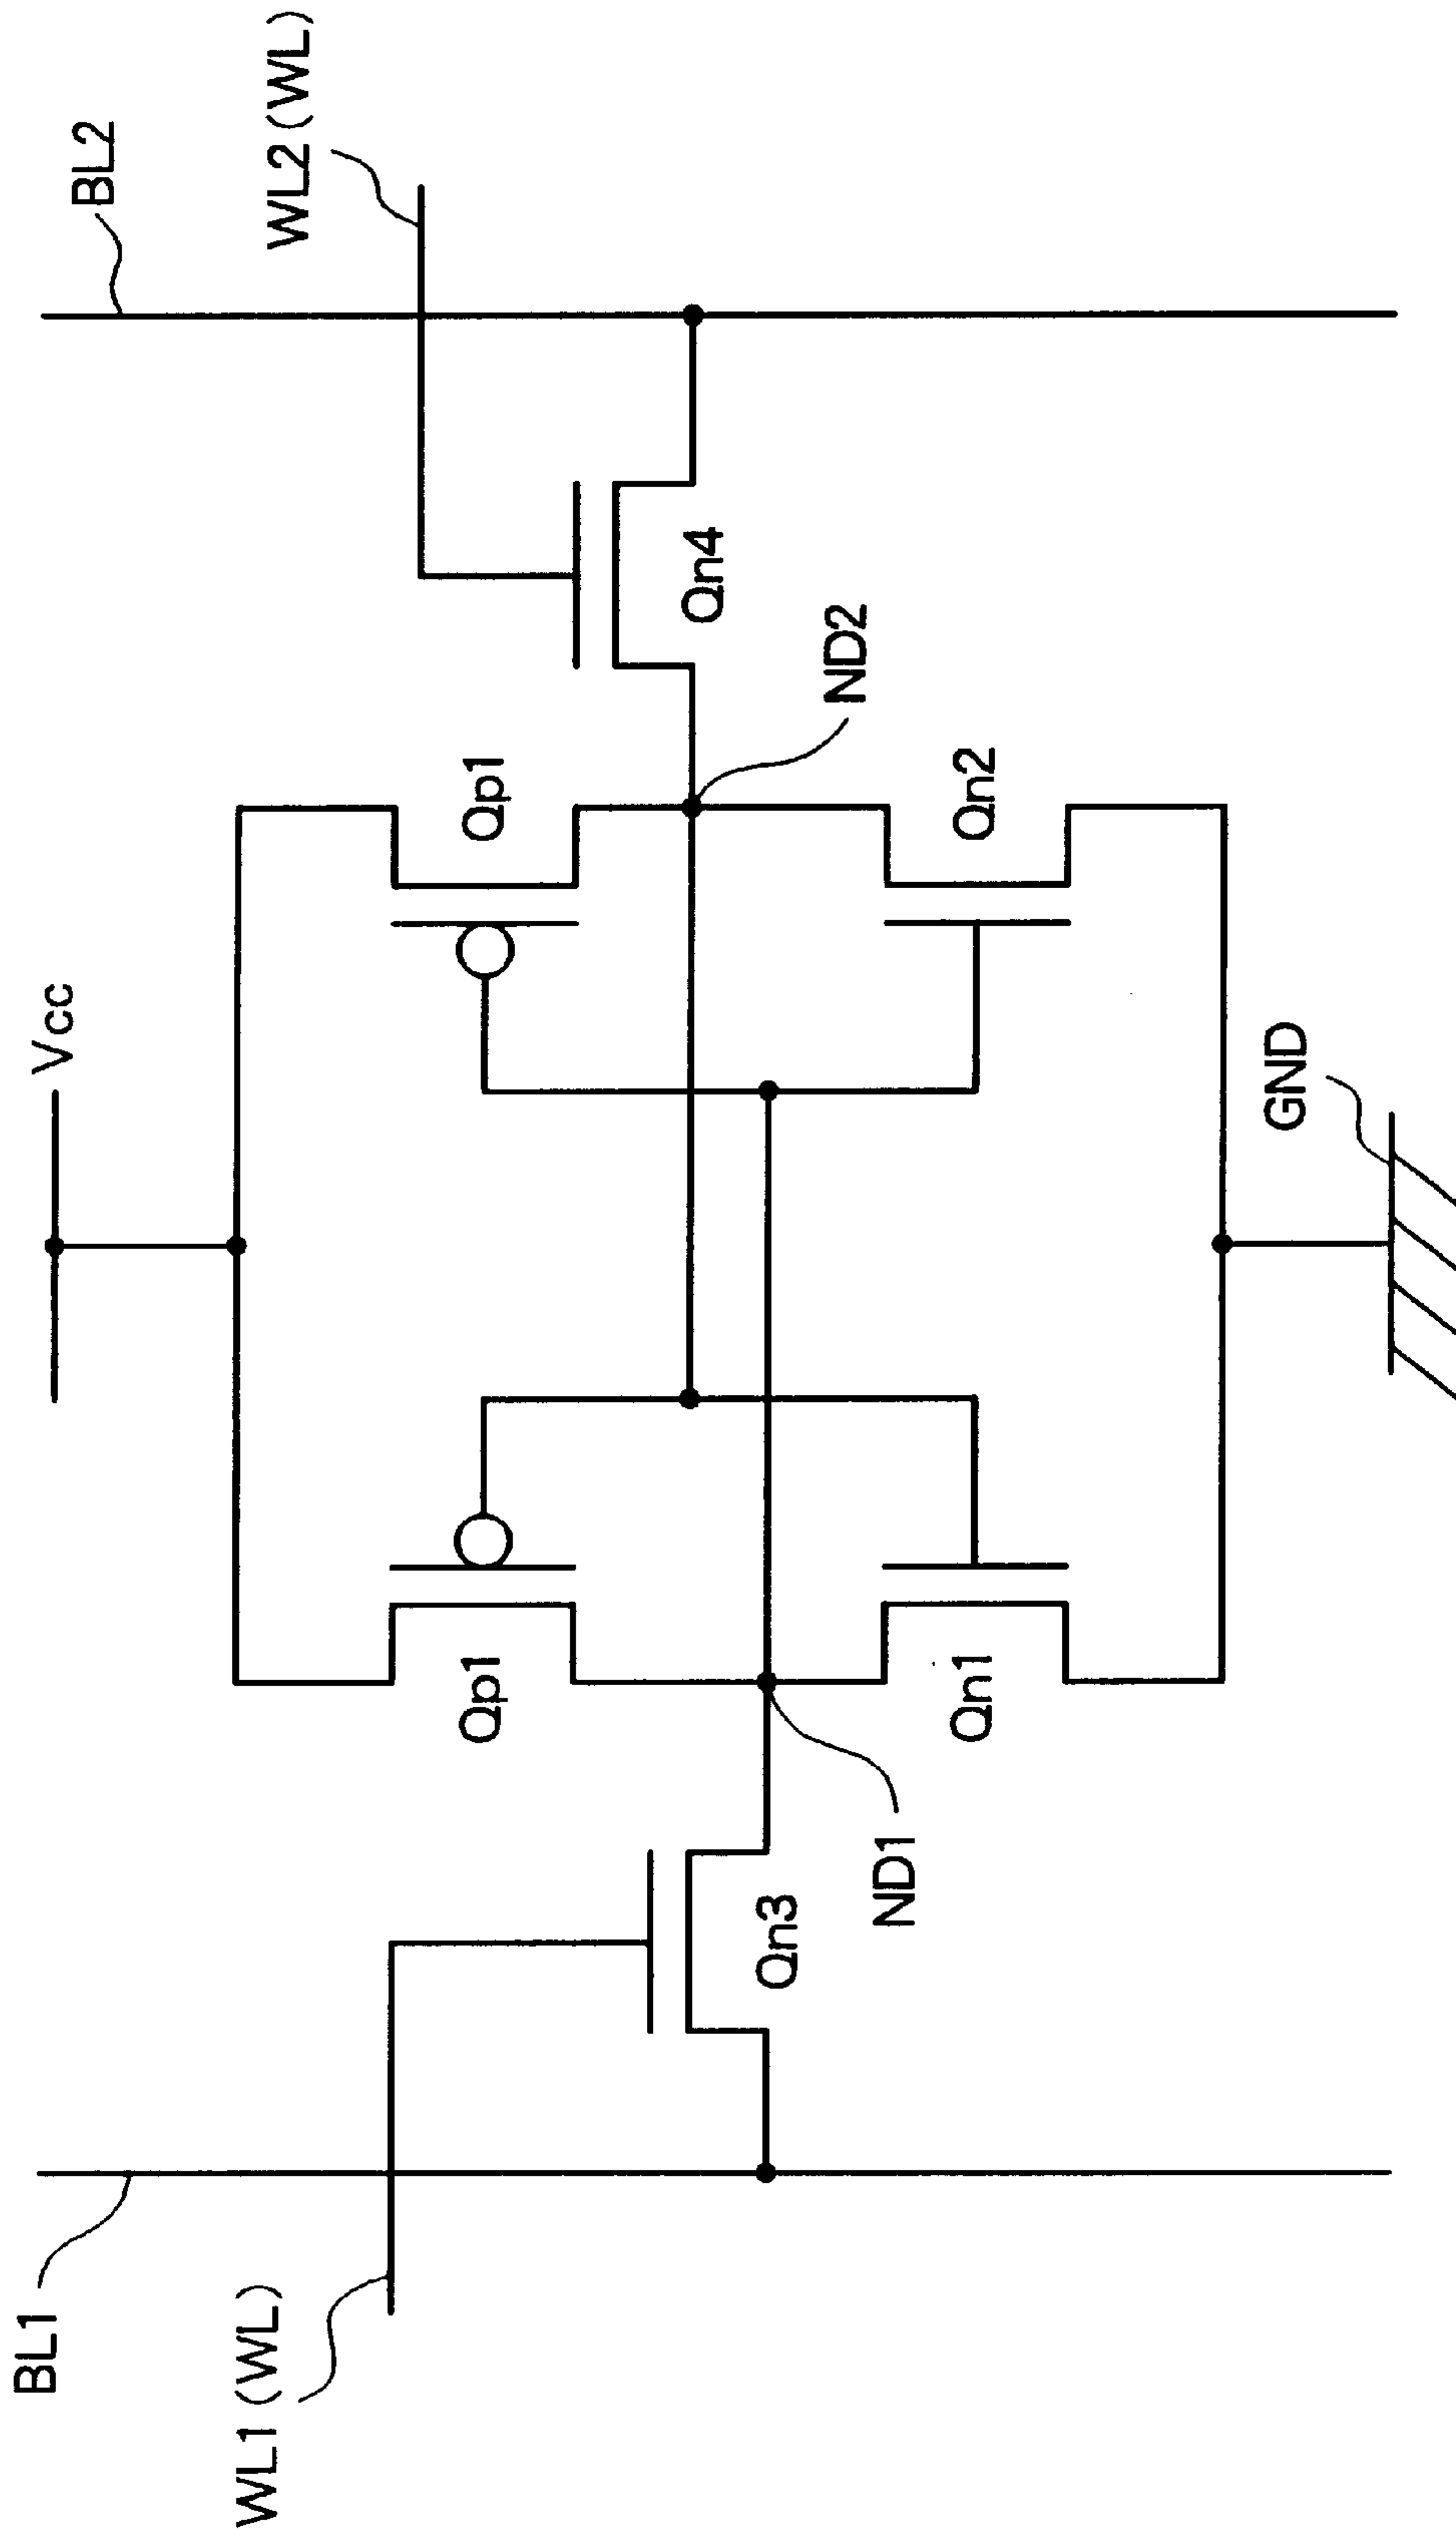 BL1
WL1(WL)
Vcc
BL2
WL2(WL)
Qp1
Qp1
Qn3
Qn4
ND1
ND2
Qn1
Qn2
GND